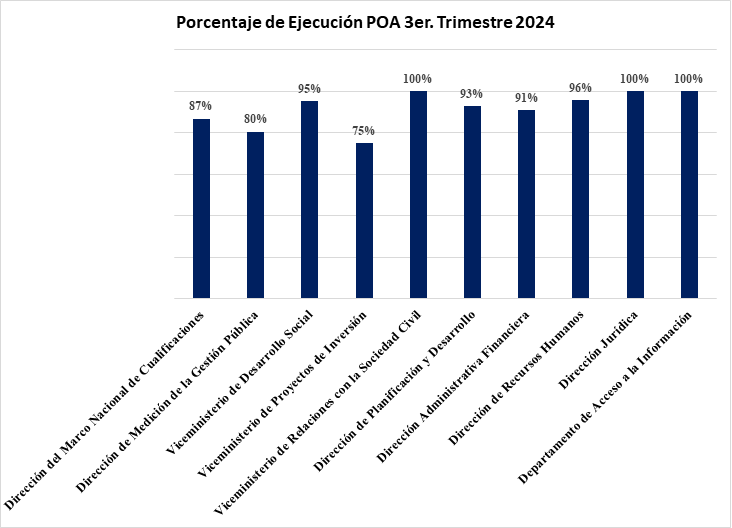 Porcentaje de Ejecución POA 3er. Trimestre 2024
87%
80%
95%
75%
100%
93%
91%
96%
100%
100%
Dirección del Marco Nacional de Cualificaciones
Dirección de Medición de la Gestión Pública
Viceministerio de Desarrollo Social
Viceministerio de Proyectos de Inversión
Viceministerio de Relaciones con la Sociedad Civil
Dirección de Planificación y Desarrollo
Dirección Administrativa Financiera
Dirección de Recursos Humanos
Dirección Jurídica
Departamento de Acceso a la Información